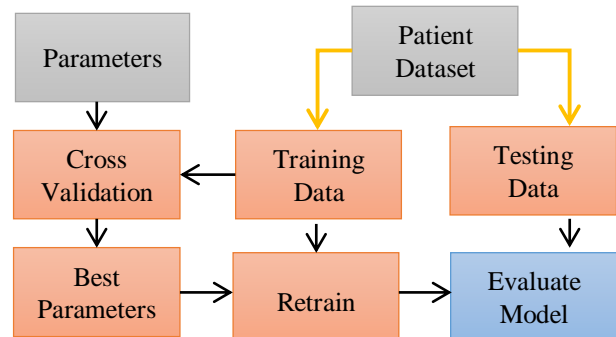 Parameters
Patient
Dataset
Cross
Validation
Training
Data
Testing
Data
Best
Parameters
Retrain
Evaluate
Model